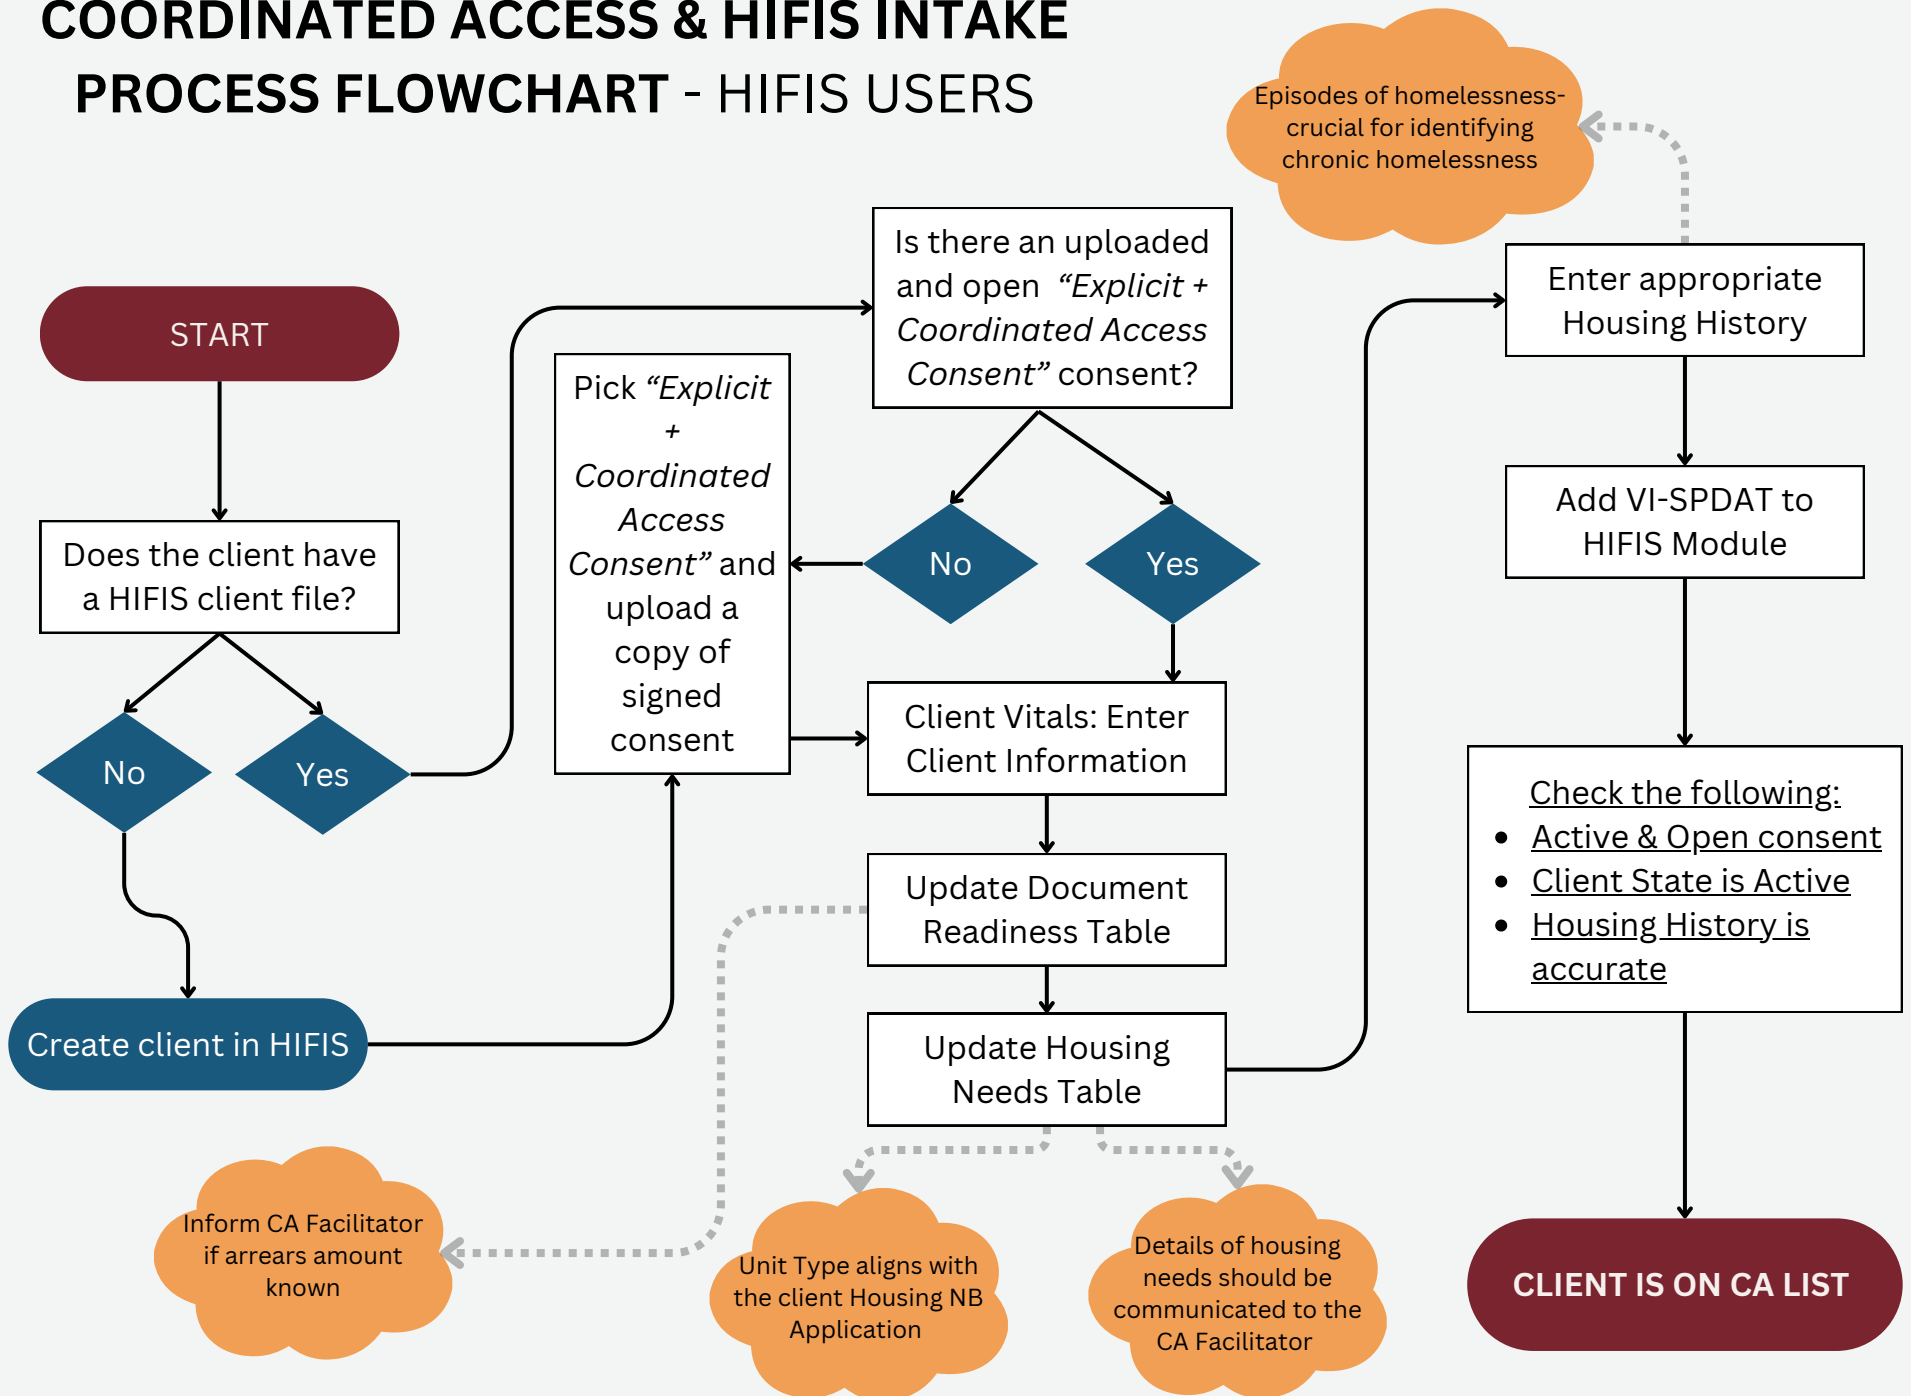 COORDINATED ACCESS & HIFIS INTAKE
PROCESS FLOWCHART - HIFIS USERS
START
Does the client have
a HIFIS client file?
No
Yes
Create client in HIFIS
Pick “Explicit
+
Coordinated
Access
Consent” and
upload a
copy of
signed
consent
Is there an uploaded
and open “Explicit +
Coordinated Access
Consent” consent?
No
Yes
Client Vitals: Enter
Client Information
Update Document
Readiness Table
Update Housing
Needs Table
Inform CA Facilitator
if arrears amount
known
Unit Type aligns with
the client Housing NB
Application
Details of housing
needs should be
communicated to the
CA Facilitator
Episodes of homelessness-
crucial for identifying
chronic homelessness
Enter appropriate
Housing History
Add VI-SPDAT to
HIFIS Module
Check the following:
• Active & Open consent
• Client State is Active
• Housing History is
accurate
CLIENT IS ON CA LIST